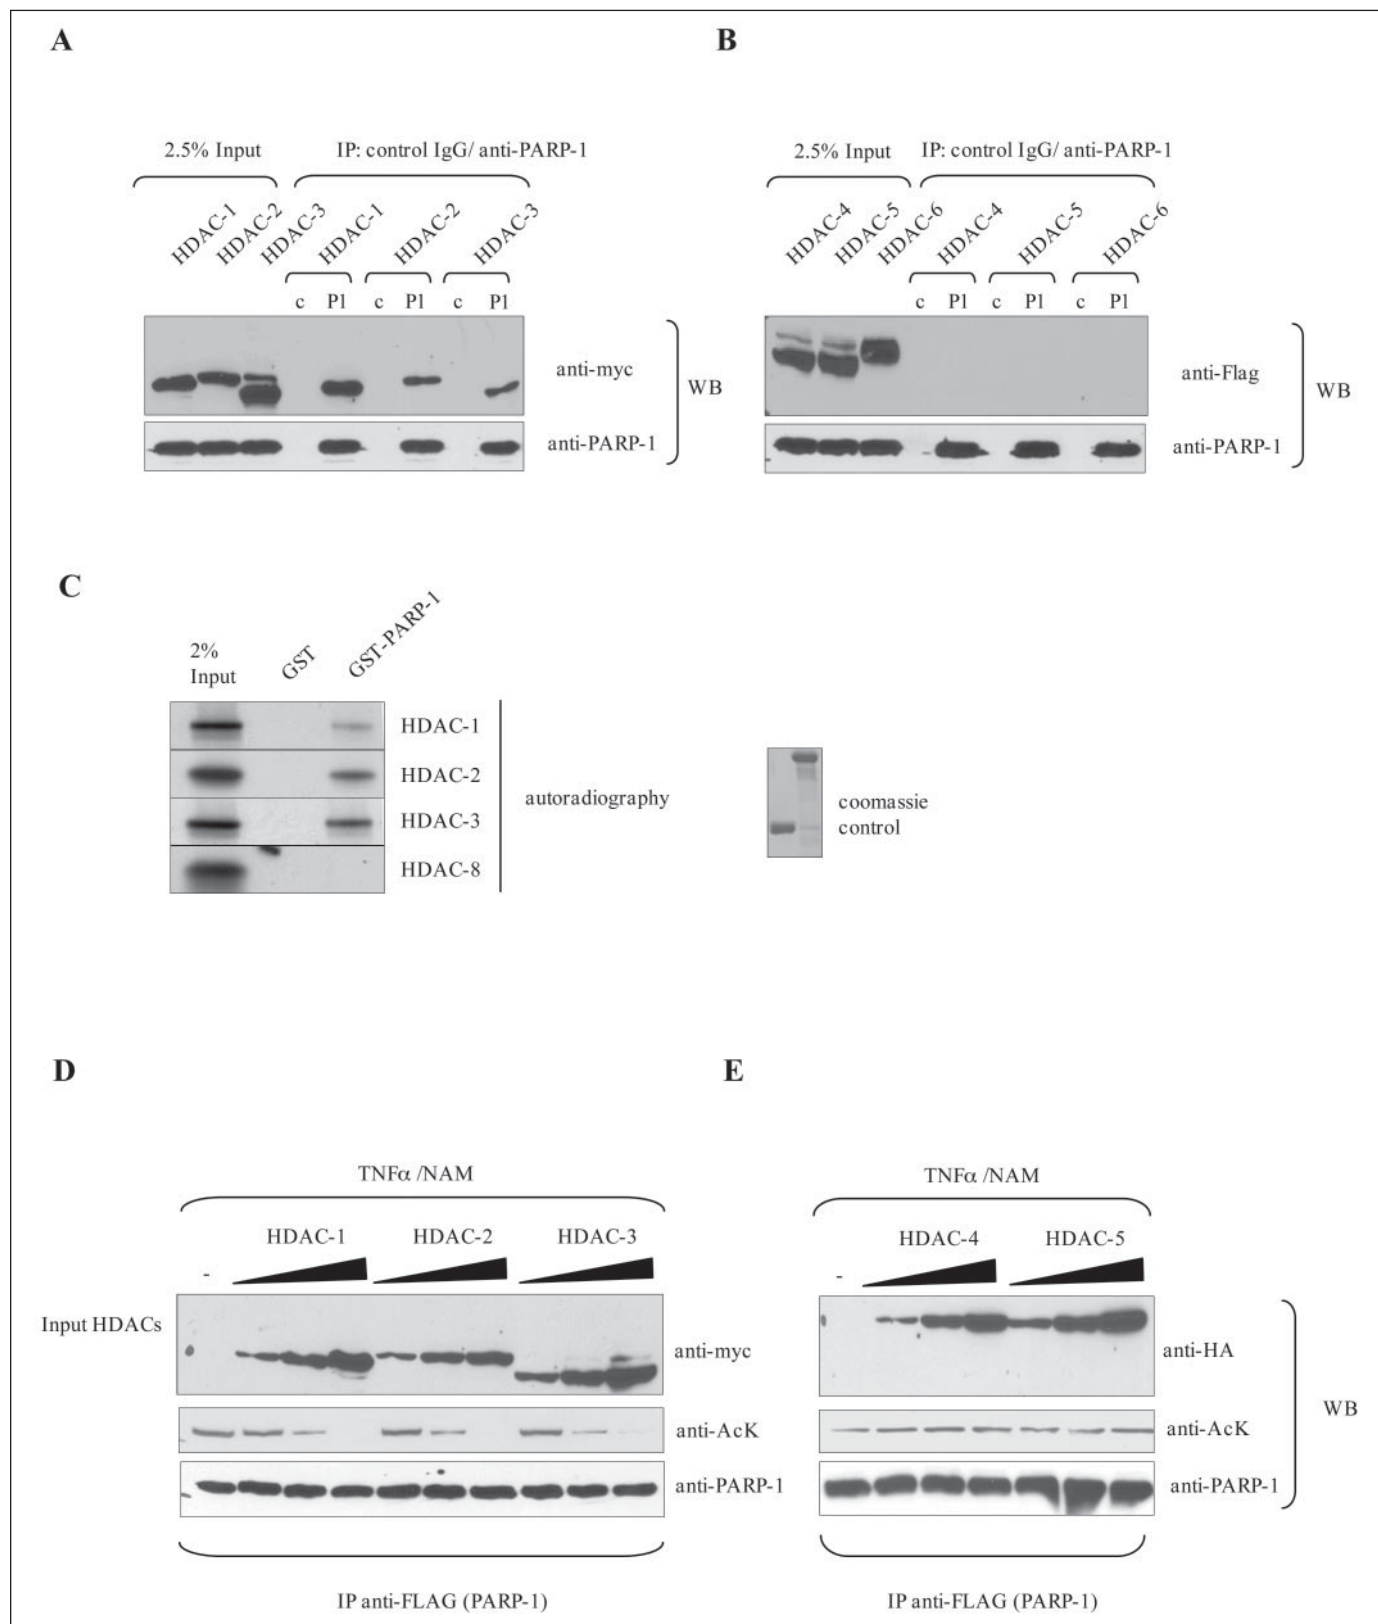 A
2.5% Input
IP: control IgG/ anti-PARP-1
HDAC-1
HDAC-2
HDAC-3
HDAC-1
HDAC-2
HDAC-3
c P1 c P1 c P1
anti-myc
anti-PARP-1
WB
B
2.5% Input
IP: control IgG/ anti-PARP-1
HDAC-4
HDAC-5
HDAC-6
HDAC-4
HDAC-5
HDAC-6
c P1 c P1 c P1
anti-Flag
anti-PARP-1
WB
C
2%
Input
GST
GST-PARP-1
HDAC-1
HDAC-2
HDAC-3
HDAC-8
autoradiography
coomassie
control
D
TNFα /NAM
HDAC-1 HDAC-2 HDAC-3
-
Input HDACs
anti-myc
anti-AcK
anti-PARP-1
IP anti-FLAG (PARP-1)
E
TNFα /NAM
HDAC-4 HDAC-5
-
anti-HA
anti-AcK
anti-PARP-1
WB
IP anti-FLAG (PARP-1)